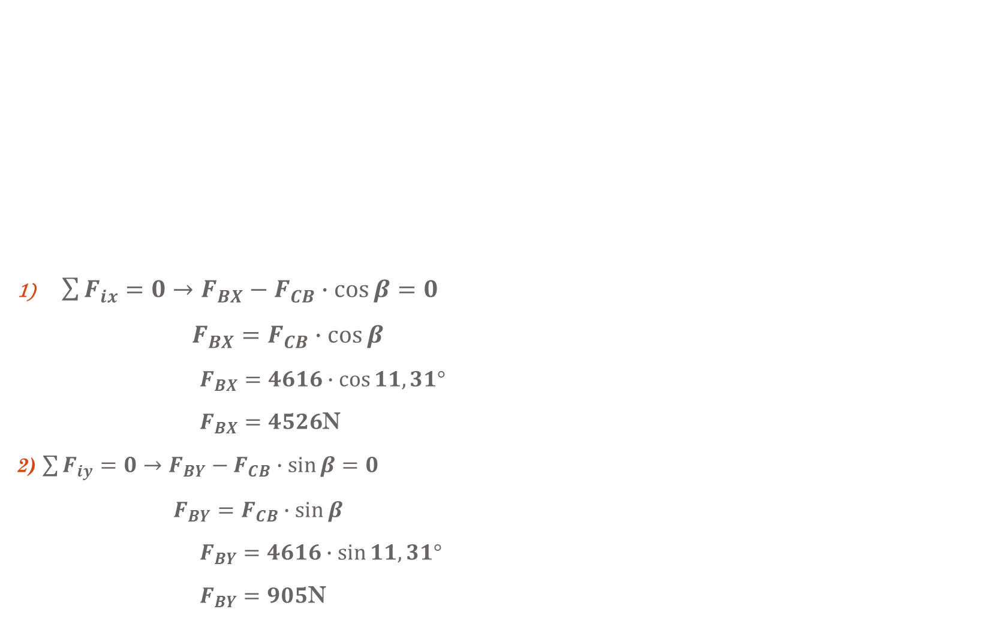 1) ∑ F_ix = 0 → F_BX − F_CB · cos β = 0
F_BX = F_CB · cos β
F_BX = 4616 · cos 11,31°
F_BX = 4526N
2) ∑ F_iy = 0 → F_BY − F_CB · sin β = 0
F_BY = F_CB · sin β
F_BY = 4616 · sin 11,31°
F_BY = 905N